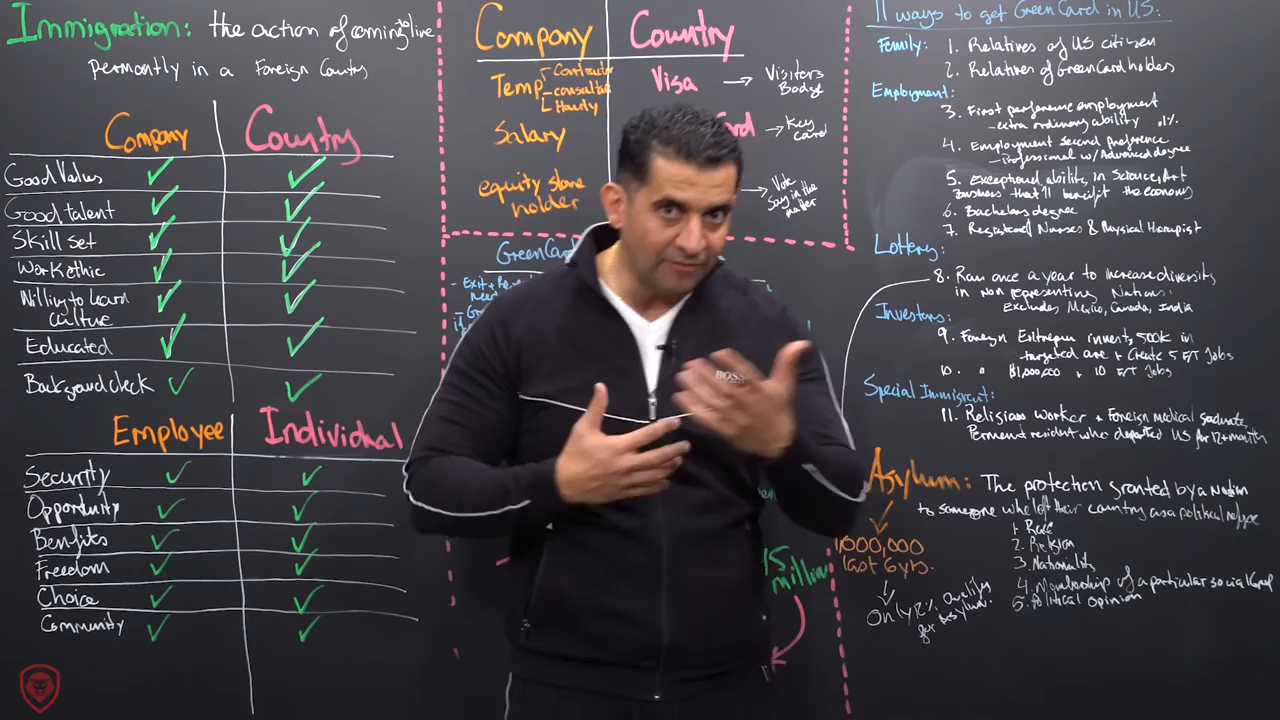 Immigration: the action of coming to live
permantly in a Foreign Country
Company Country
Good Values
Good talent
Skill set
Work ethic
Willing to learn
culture
Educated
Background check
Employee Individual
Security
Opportunity
Benefits
Freedom
Choice
Community
Company Country
Temp
Contractor
consultant
Hourly
Visa → Visitors
Badge
Salary
→ Key
Card
equity share
holder
→ Vote
Say in the
matter
GreenCard
15
million
11 ways to get GreenCard in US:
Family: 1. Relatives of US citizen
2. Relatives of GreenCard holders
Employment:
3. First preference employment
- extra ordinary ability .1%
4. Employment second preference
- Professional w/ Advanced degree
5. Exceptional ability in Science, Art
business that'll benefit the economy
6. Bachelors degree
7. Registered Nurses & Physical therapist
Lottery:
8. Ran once a year to increase diversity
in non representing Nations.
Excludes Mexico, Canada, India
Investors:
9. Foreign invests 500k in
targeted area + Create 5 F/T Jobs
10. " $1,000,000 + 10 F/T Jobs
Special Immigrant:
11. Religious Worker + Foreign medical graduate,
Permanent resident who departed US for 12+ month
Asylum: The protection granted by a Nation
to someone who left their country as a political refugee
1. Race
2. Religion
3. Nationality
4. Membership of a particular social Group
5. Political opinion
1,000,000
last 6 yrs.
Only 2% Qualify
for Asylum.
BOSS